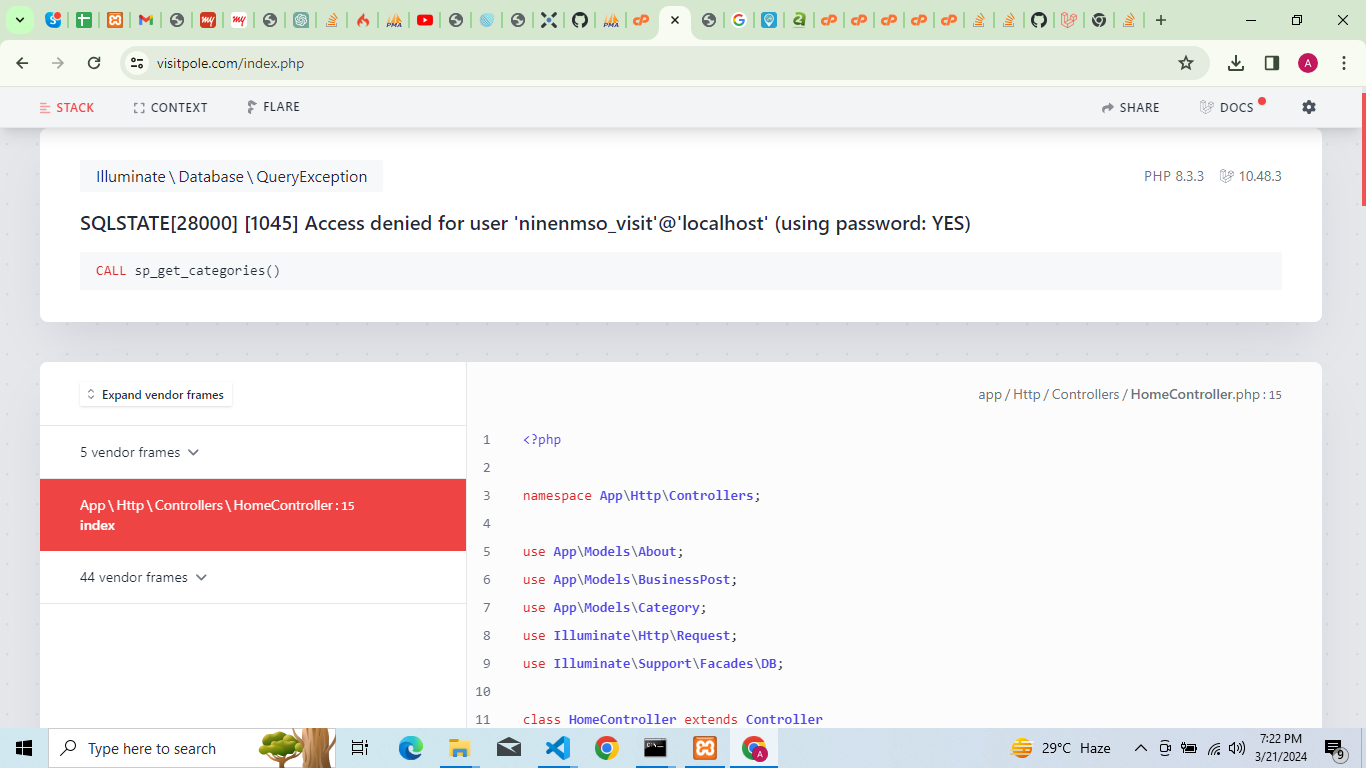 visitpole.com/index.php
A
STACK
CONTEXT
FLARE
SHARE
DOCS
Illuminate \ Database \ QueryException
PHP 8.3.3
10.48.3
SQLSTATE[28000] [1045] Access denied for user 'ninenmso_visit'@'localhost' (using password: YES)
CALL sp_get_categories()
Expand vendor frames
5 vendor frames
App \ Http \ Controllers \ HomeController : 15
index
44 vendor frames
app / Http / Controllers / HomeController.php : 15
1 <?php
2
3 namespace App\Http\Controllers;
4
5 use App\Models\About;
6 use App\Models\BusinessPost;
7 use App\Models\Category;
8 use Illuminate\Http\Request;
9 use Illuminate\Support\Facades\DB;
10
11 class HomeController extends Controller
Type here to search
A
29°C Haze
7:22 PM
3/21/2024
9